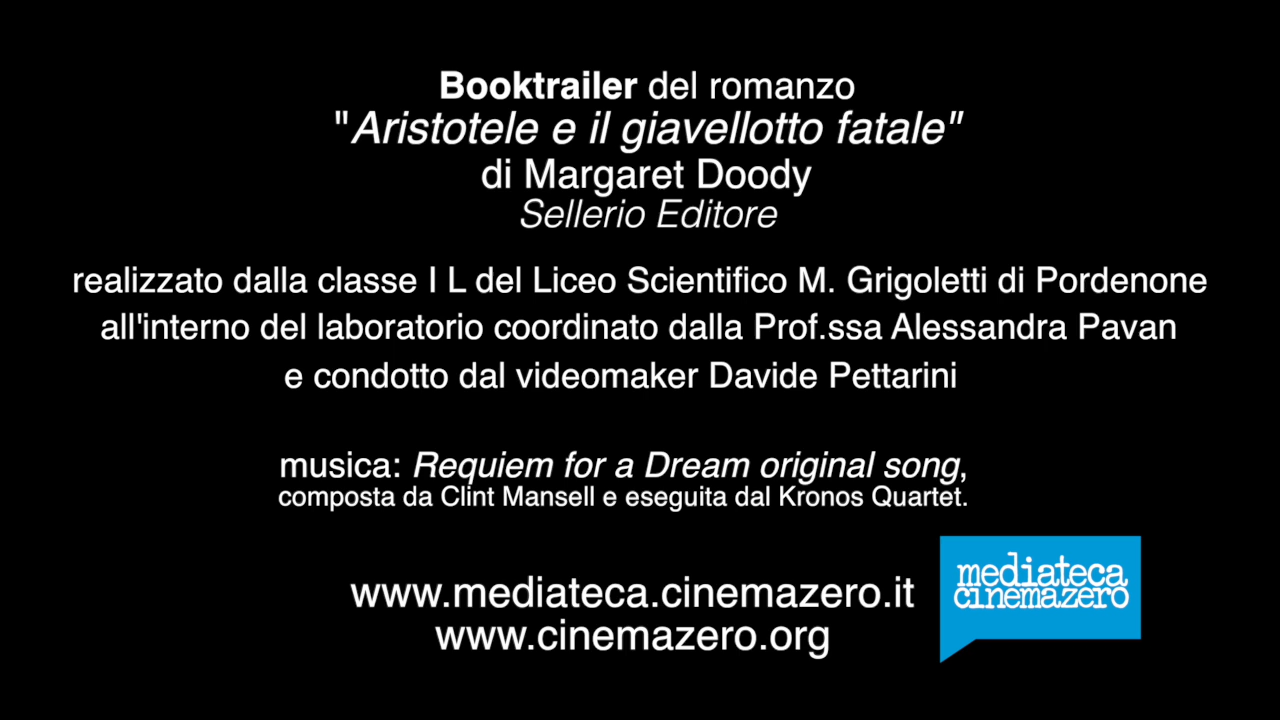 Booktrailer del romanzo
"Aristotele e il giavellotto fatale"
di Margaret Doody
Sellerio Editore
realizzato dalla classe I L del Liceo Scientifico M. Grigoletti di Pordenone
all'interno del laboratorio coordinato dalla Prof.ssa Alessandra Pavan
e condotto dal videomaker Davide Pettarini
musica: Requiem for a Dream original song,
composta da Clint Mansell e eseguita dal Kronos Quartet.
www.mediateca.cinemazero.it
www.cinemazero.org
mediateca
cinemazero